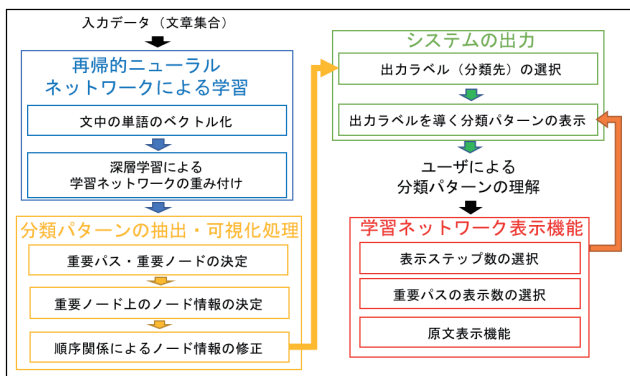 入力データ（文章集合）
再帰的ニューラル
ネットワークによる学習
文中の単語のベクトル化
深層学習による
学習ネットワークの重み付け
分類パターンの抽出・可視化処理
重要パス・重要ノードの決定
重要ノード上のノード情報の決定
順序関係によるノード情報の修正
システムの出力
出力ラベル（分類先）の選択
出力ラベルを導く分類パターンの表示
ユーザによる
分類パターンの理解
学習ネットワーク表示機能
表示ステップ数の選択
重要パスの表示数の選択
原文表示機能